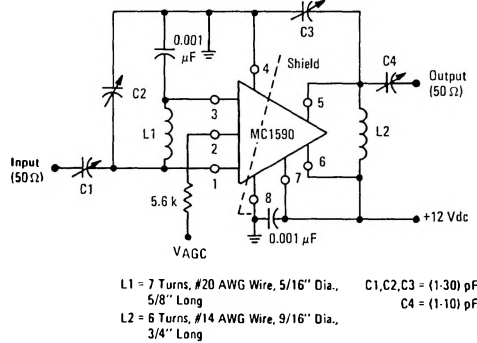 C3
0.001
µF
4
Shield
C4
Output
(50 Ω)
C2
3
5
L1
MC1590
L2
2
6
Input
(50 Ω)
C1
1
7
5.6 k
8
0.001 µF
+12 Vdc
VAGC
L1 = 7 Turns, #20 AWG Wire, 5/16" Dia.,
5/8" Long
C1,C2,C3 = (1-30) pF
C4 = (1-10) pF
L2 = 6 Turns, #14 AWG Wire, 9/16" Dia.,
3/4" Long